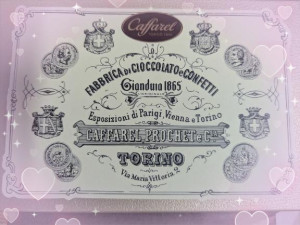 Caffarel
FABBRICA DI CIOCCOLATO e CONFETTI
Gianduia 1865
Esposizioni di Parigi, Vienna e Torino
CAFFAREL, PROCHET e C.
TORINO
Via Maria Vittoria, 2